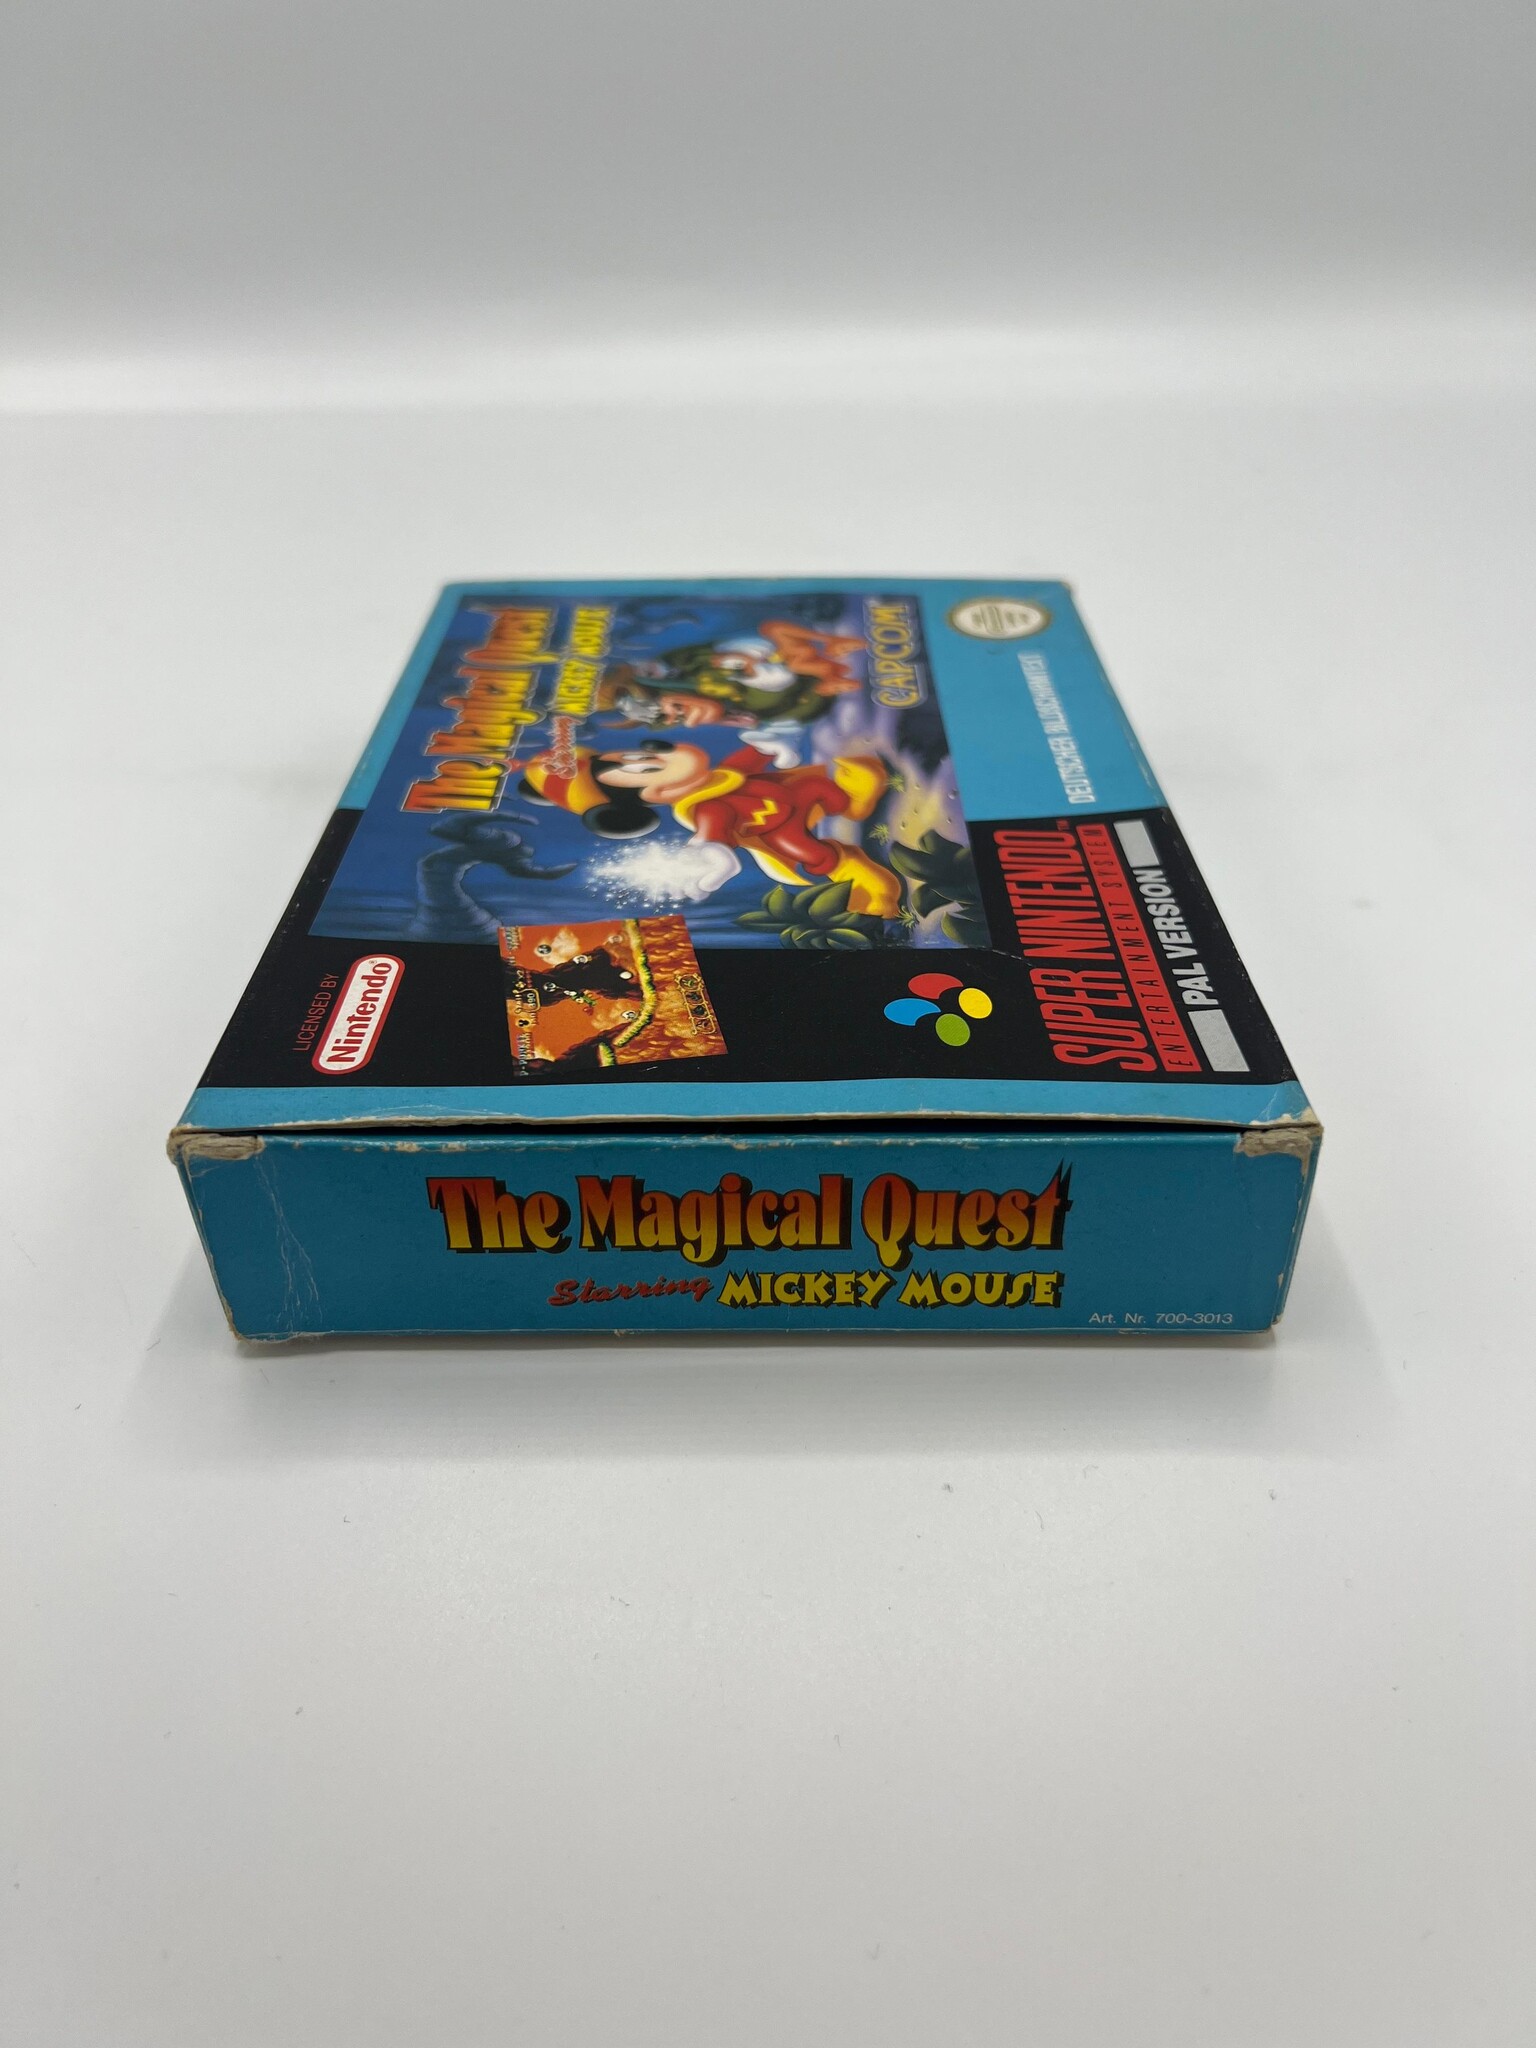 The Magical Quest
Starring MICKEY MOUSE
CAPCOM
DEUTSCHER BILDSCHIRMTEXT
LICENSED BY
Nintendo®
SUPER NINTENDO™
ENTERTAINMENT SYSTEM
PAL VERSION
The Magical Quest
Starring MICKEY MOUSE
Art. Nr. 700-3013